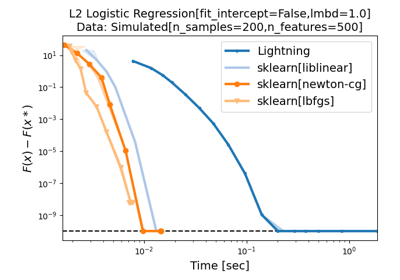 L2 Logistic Regression[fit_intercept=False,lmbd=1.0]
Data: Simulated[n_samples=200,n_features=500]
Lightning
sklearn[liblinear]
sklearn[newton-cg]
sklearn[lbfgs]
F(x) − F(x*)
10¹
10⁻¹
10⁻³
10⁻⁵
10⁻⁷
10⁻⁹
10⁻² 10⁻¹ 10⁰
Time [sec]